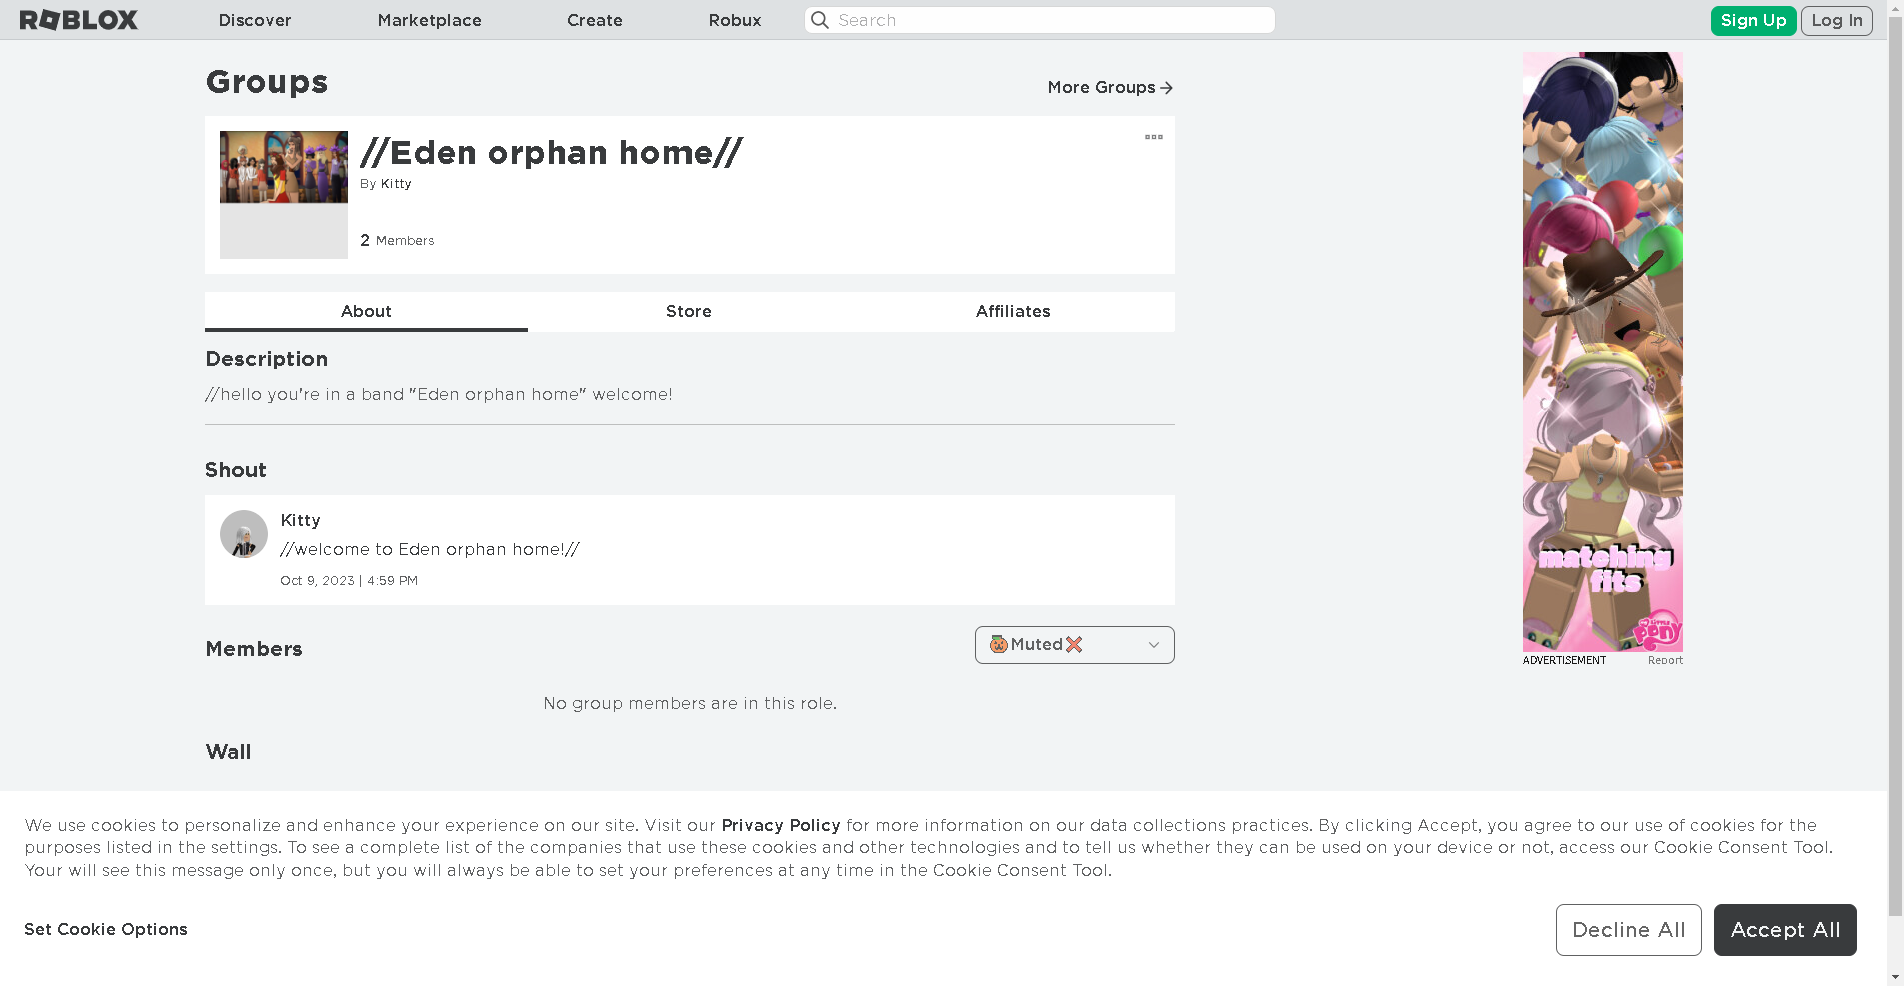 ROBLOX
Discover
Marketplace
Create
Robux
Search
Sign Up
Log In
Groups
More Groups
//Eden orphan home//
By Kitty
2 Members
About
Store
Affiliates
Description
//hello you're in a band "Eden orphan home" welcome!
Shout
Kitty
//welcome to Eden orphan home!//
Oct 9, 2023 | 4:59 PM
Members
🎃Muted❌
No group members are in this role.
Wall
matching
fits
MY LITTLE
PONY
ADVERTISEMENT
Report
We use cookies to personalize and enhance your experience on our site. Visit our Privacy Policy for more information on our data collections practices. By clicking Accept, you agree to our use of cookies for the
purposes listed in the settings. To see a complete list of the companies that use these cookies and other technologies and to tell us whether they can be used on your device or not, access our Cookie Consent Tool.
Your will see this message only once, but you will always be able to set your preferences at any time in the Cookie Consent Tool.
Set Cookie Options
Decline All
Accept All